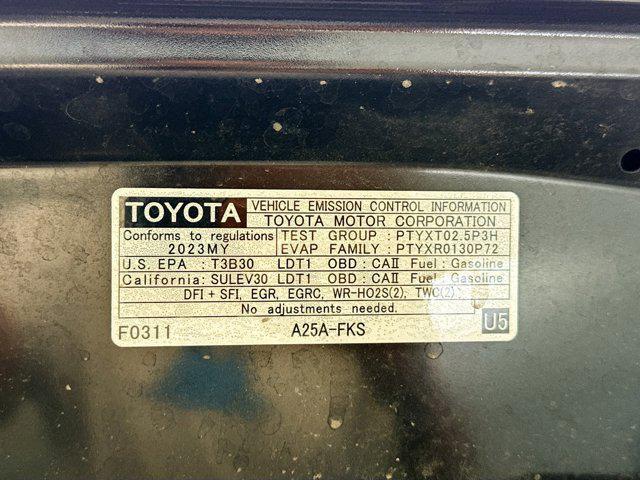 TOYOTA VEHICLE EMISSION CONTROL INFORMATION
TOYOTA MOTOR CORPORATION
Conforms to regulations TEST GROUP : PTYXT02.5P3H
2023MY EVAP FAMILY : PTYXR0130P72
U.S. EPA : T3B30 LDT1 OBD : CAII Fuel : Gasoline
California: SULEV30 LDT1 OBD : CAII Fuel : Gasoline
DFI + SFI, EGR, EGRC, WR-HO2S(2), TWC(2)
No adjustments needed.
F0311 A25A-FKS U5